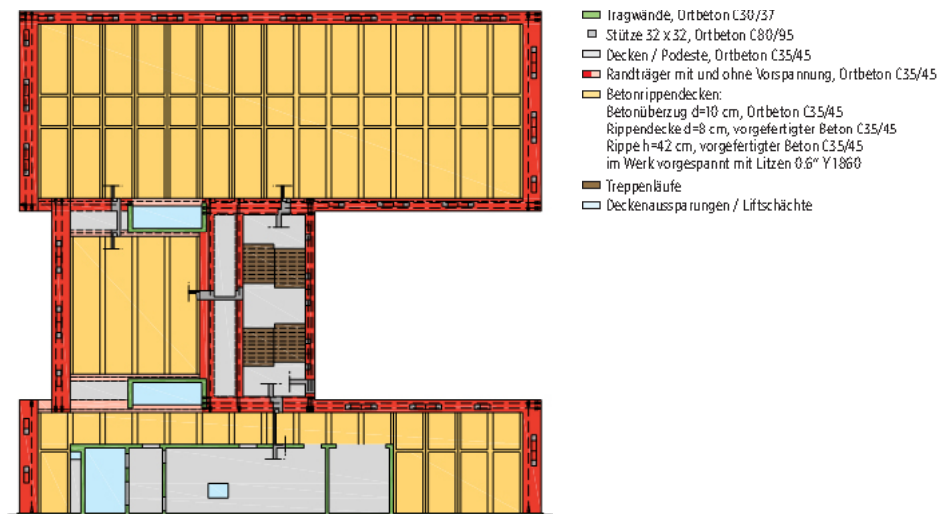 Tragwände, Ortbeton C30/37
Stütze 32 x 32, Ortbeton C80/95
Decken / Podeste, Ortbeton C35/45
Randträger mit und ohne Vorspannung, Ortbeton C35/45
Betonrippendecken:
Betonüberzug d=10 cm, Ortbeton C35/45
Rippendecke d=8 cm, vorgefertigter Beton C35/45
Rippe h=42 cm, vorgefertigter Beton C35/45
im Werk vorgespannt mit Litzen 0.6" Y1860
Treppenläufe
Deckenaussparungen / Liftschächte